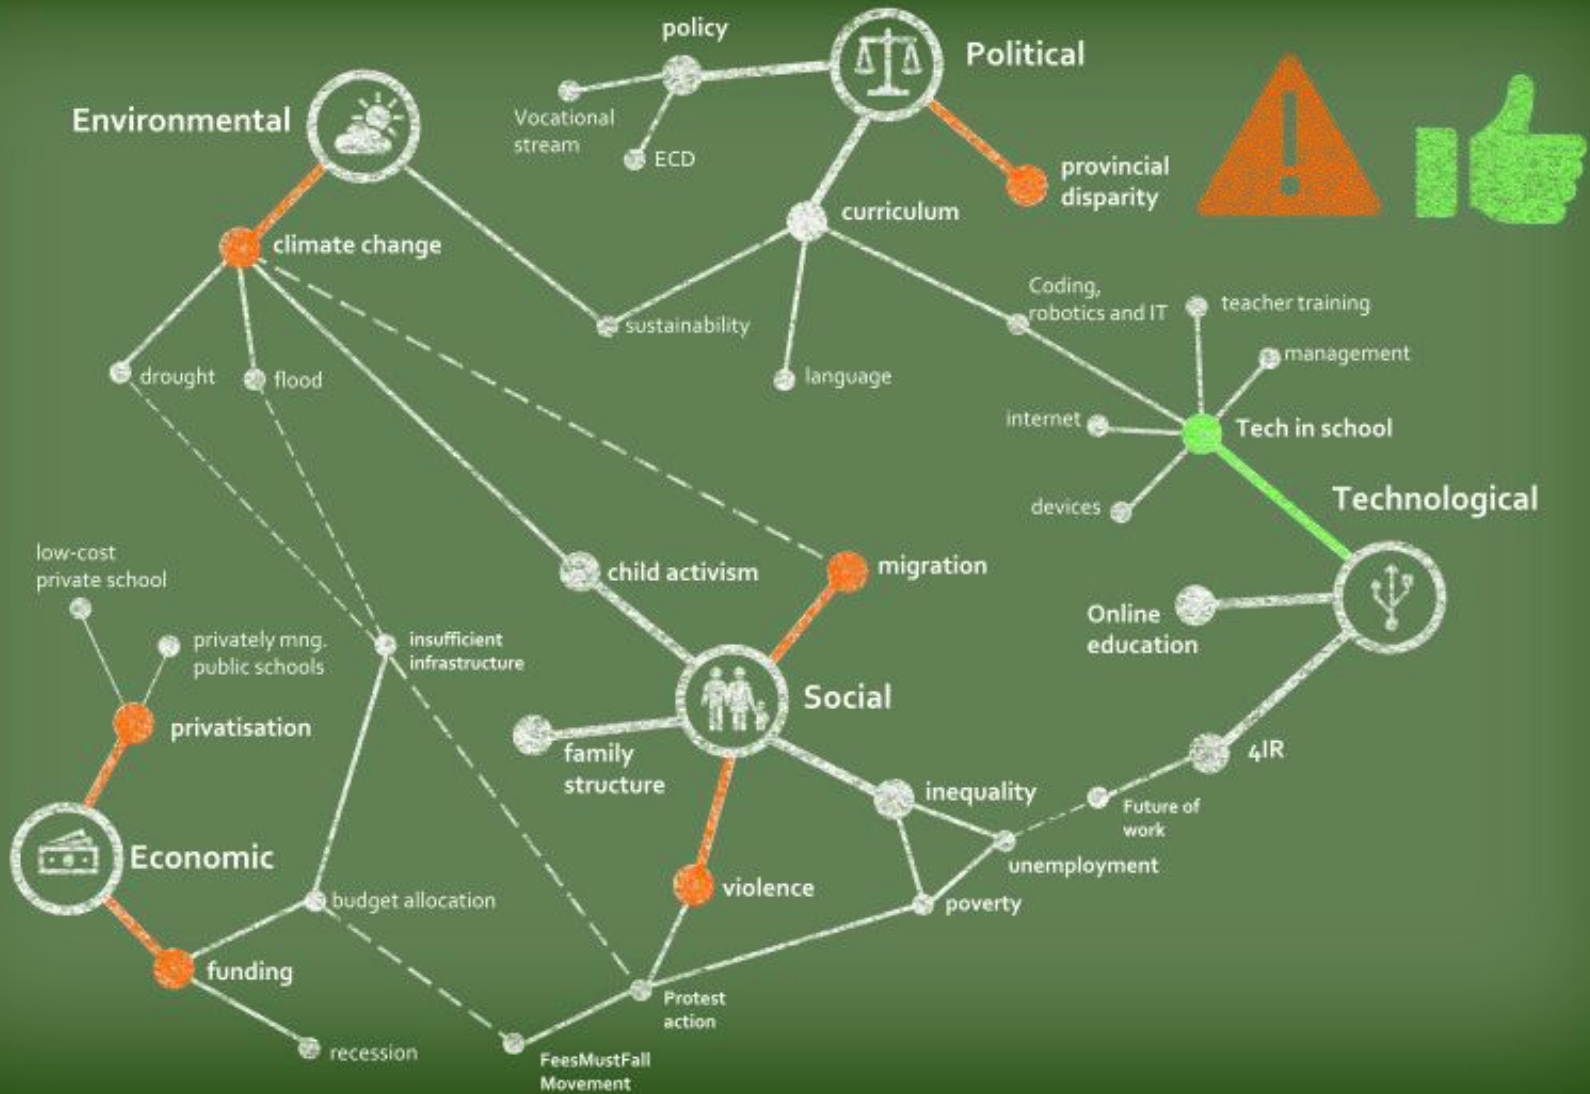 policy
Political
Environmental
Vocational
stream
ECD
provincial
disparity
curriculum
climate change
Coding,
robotics and IT
teacher training
sustainability
management
drought
flood
language
internet
Tech in school
Technological
devices
low-cost
private school
child activism
migration
Online
education
privately mng.
public schools
insufficient
infrastructure
Social
privatisation
family
structure
4IR
inequality
Future of
work
Economic
unemployment
violence
budget allocation
poverty
funding
Protest
action
recession
FeesMustFall
Movement